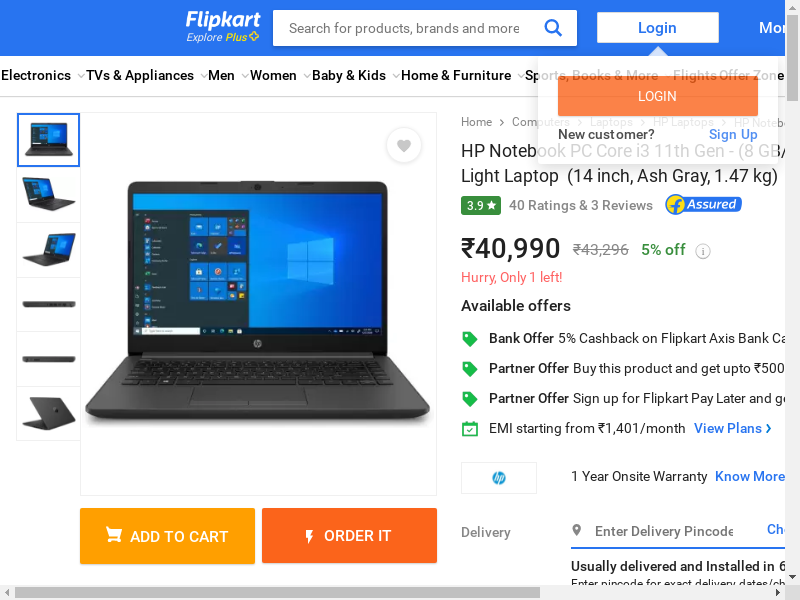 Flipkart
Explore Plus
Search for products, brands and more
Login
Mor
Electronics
TVs & Appliances
Men
Women
Baby & Kids
Home & Furniture
Sports, Books & More
Flights
Offer Zone
LOGIN
New customer?
Sign Up
Home
Computers
Laptops
HP Laptops
HP Noteb
HP Notebook PC Core i3 11th Gen - (8 GB/
Light Laptop (14 inch, Ash Gray, 1.47 kg)
3.9
40 Ratings & 3 Reviews
Assured
₹40,990
₹43,296
5% off
Hurry, Only 1 left!
Available offers
Bank Offer 5% Cashback on Flipkart Axis Bank Ca
Partner Offer Buy this product and get upto ₹500
Partner Offer Sign up for Flipkart Pay Later and ge
EMI starting from ₹1,401/month
View Plans
hp
1 Year Onsite Warranty
Know More
ADD TO CART
ORDER IT
Delivery
Enter Delivery Pincode
Che
Usually delivered and Installed in 6
Enter pincode for exact delivery dates/ch